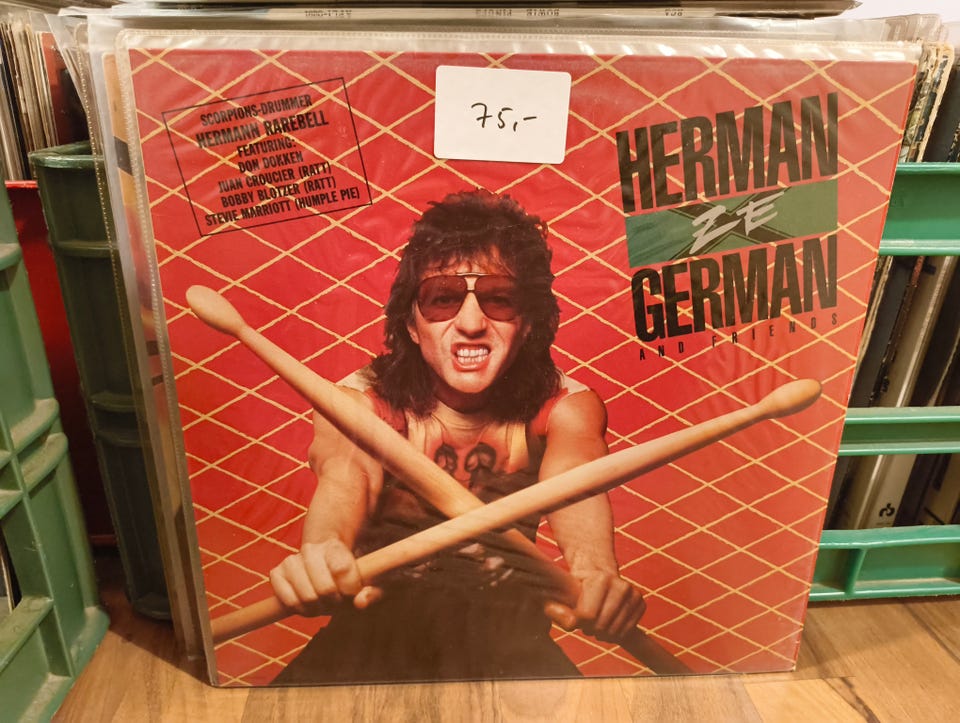 75,-
SCORPIONS-DRUMMER
HERMANN RAREBELL
FEATURING:
DON DOKKEN
JUAN CROUCIER (RATT)
BOBBY BLOTZER (RATT)
STEVIE MARRIOTT (HUMPLE PIE)
HERMAN
ZE
GERMAN
AND FRIENDS